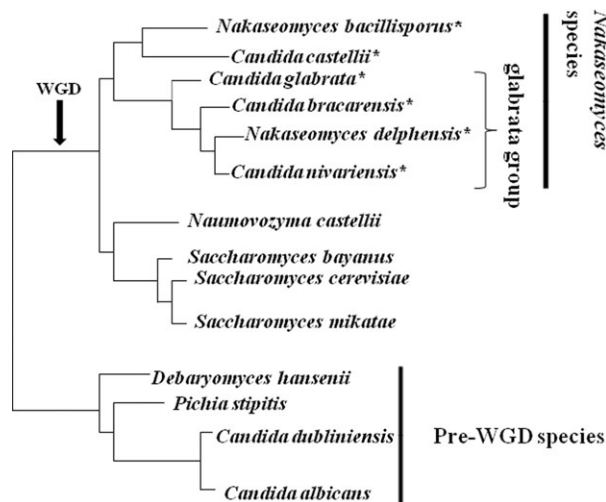 Nakaseomyces bacillisporus*
Candida castellii*
WGD
Candida glabrata*
Candida bracarensis*
Nakaseomyces delphensis*
Candida nivariensis*
glabrata group
Nakaseomyces
species
Naumovozyma castellii
Saccharomyces bayanus
Saccharomyces cerevisiae
Saccharomyces mikatae
Debaryomyces hansenii
Pichia stipitis
Candida dubliniensis
Pre-WGD species
Candida albicans